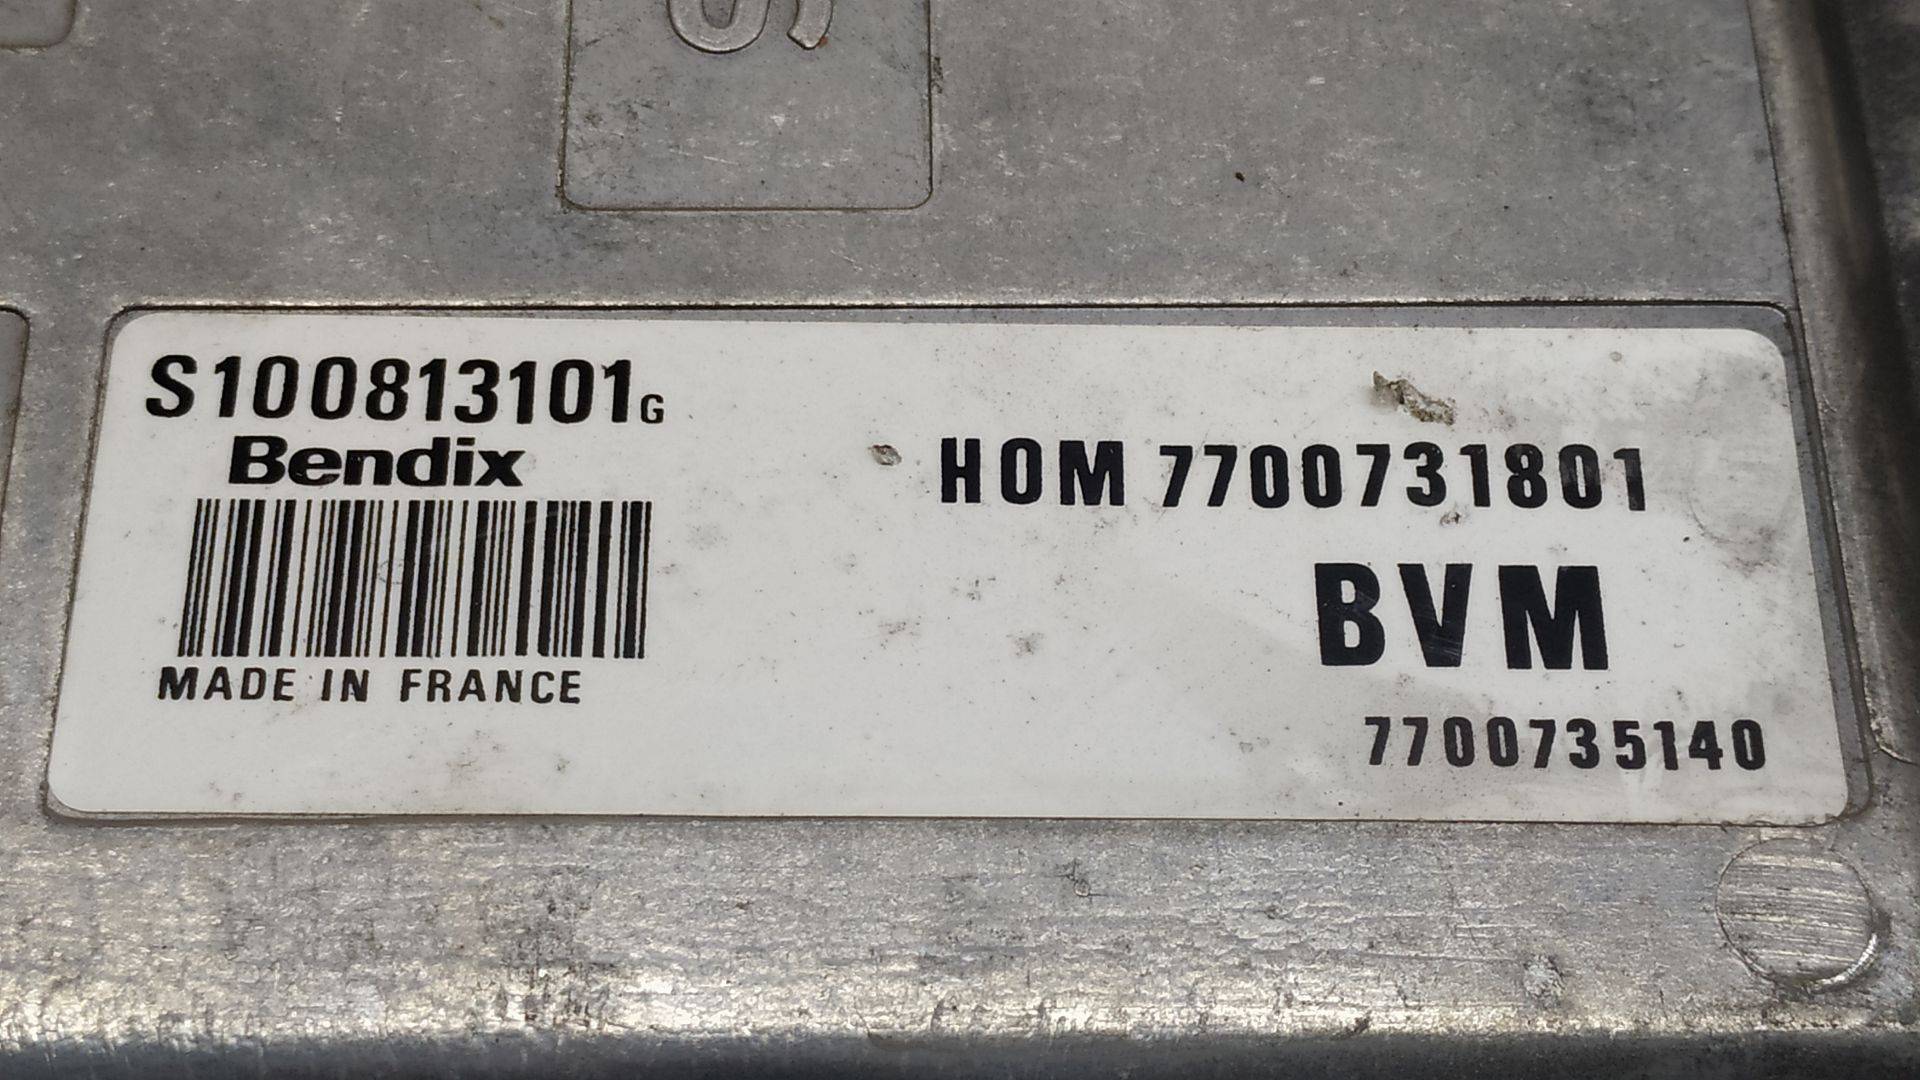 S100813101G
Bendix
MADE IN FRANCE
HOM 7700731801
BVM
7700735140